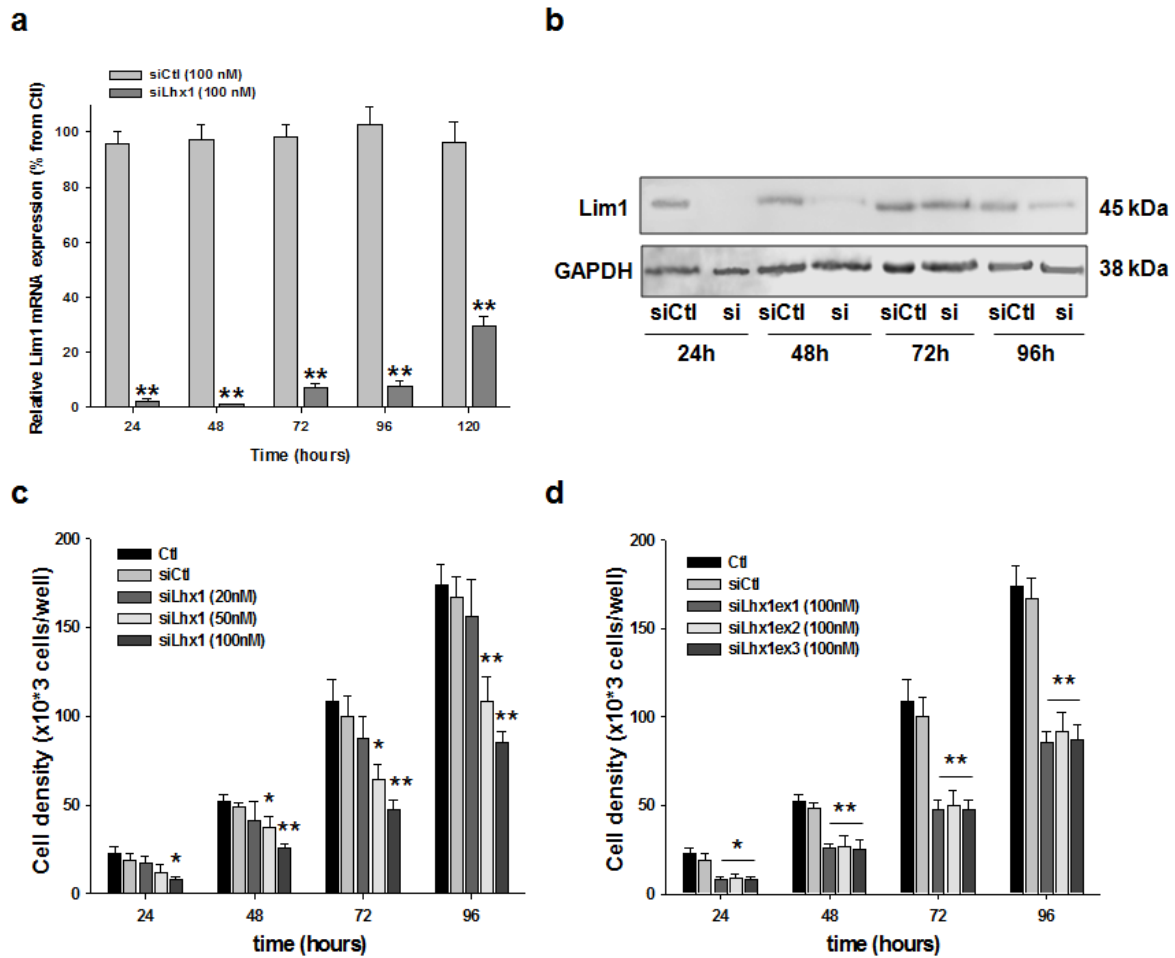 a
siCtl (100 nM)
siLhx1 (100 nM)
Relative Lim1 mRNA expression (% from Ctl)
100
80
60
40
20
0
** ** ** ** **
24 48 72 96 120
Time (hours)
b
Lim1 45 kDa
GAPDH 38 kDa
siCtl si siCtl si siCtl si siCtl si
24h 48h 72h 96h
c
Ctl
siCtl
siLhx1 (20nM)
siLhx1 (50nM)
siLhx1 (100nM)
Cell density (x10*3 cells/well)
200
150
100
50
0
* * ** * ** ** **
24 48 72 96
time (hours)
d
Ctl
siCtl
siLhx1ex1 (100nM)
siLhx1ex2 (100nM)
siLhx1ex3 (100nM)
Cell density (x10*3 cells/well)
200
150
100
50
0
* ** ** **
24 48 72 96
time (hours)